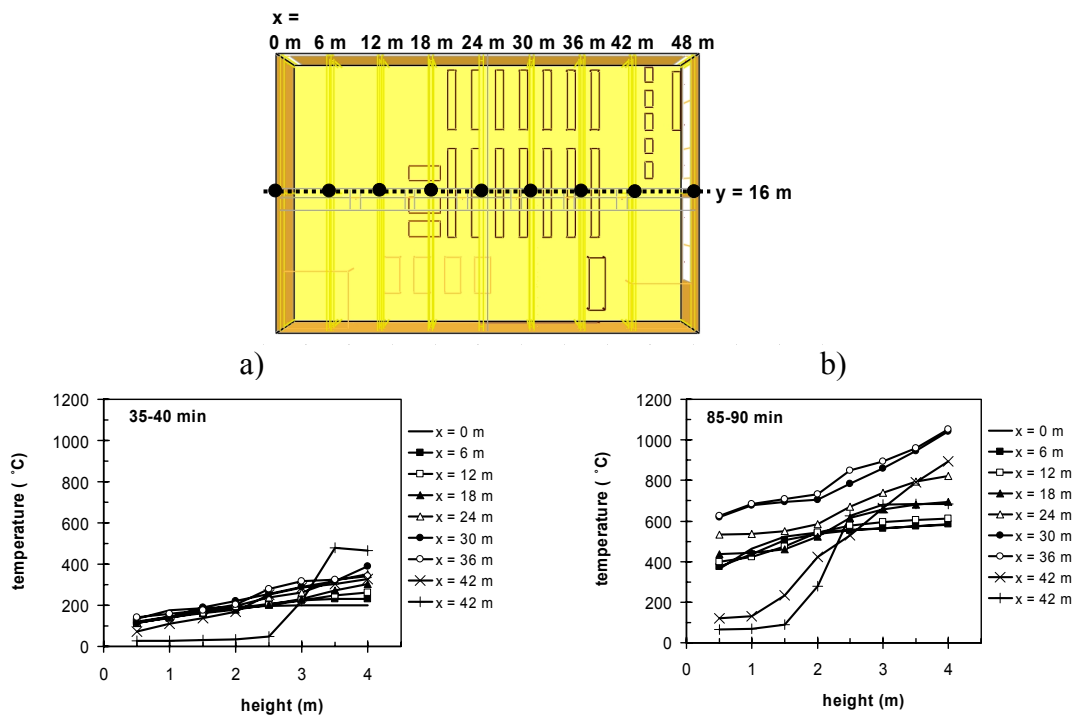 x =
0 m 6 m 12 m 18 m 24 m 30 m 36 m 42 m 48 m
y = 16 m
a)
b)
1200
1000
800
600
400
200
0
35-40 min
0 1 2 3 4
height (m)
temperature ( °C)
x = 0 m
x = 6 m
x = 12 m
x = 18 m
x = 24 m
x = 30 m
x = 36 m
x = 42 m
x = 42 m
1200
1000
800
600
400
200
0
85-90 min
0 1 2 3 4
height (m)
temperature ( °C)
x = 0 m
x = 6 m
x = 12 m
x = 18 m
x = 24 m
x = 30 m
x = 36 m
x = 42 m
x = 42 m